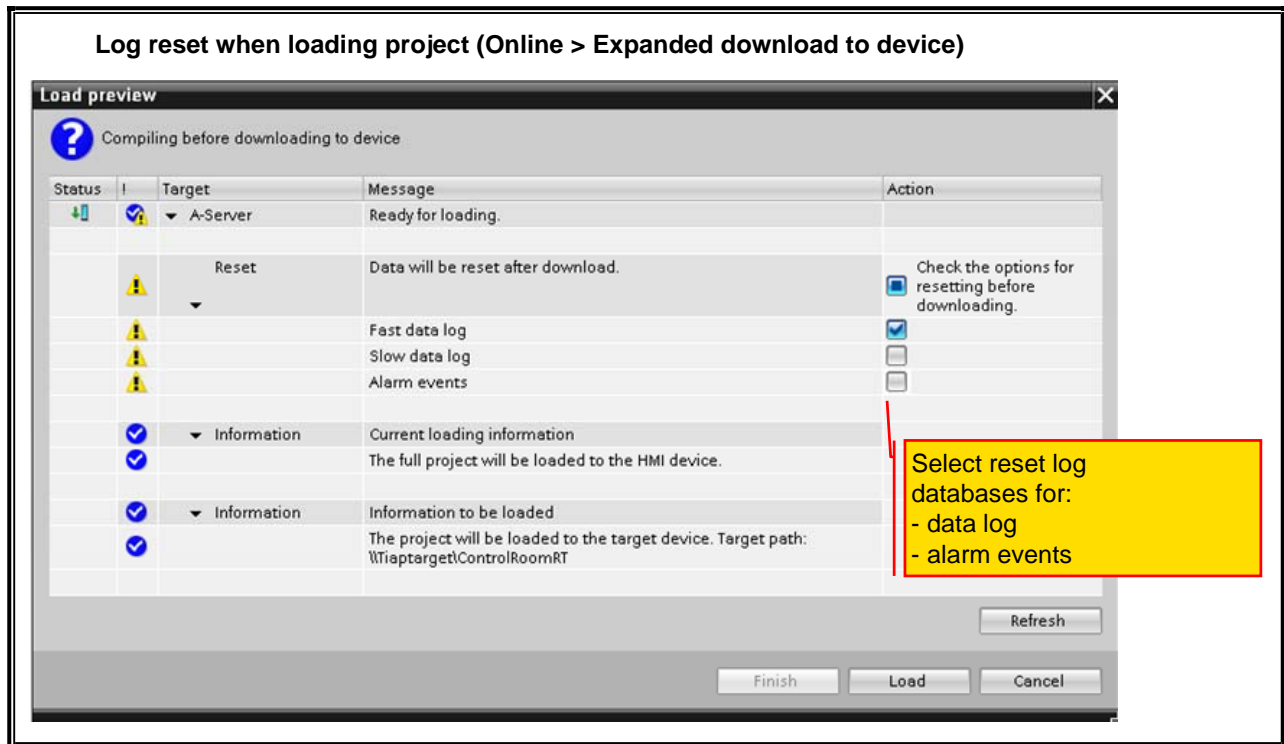 Log reset when loading project (Online > Expanded download to device)
Load preview
Compiling before downloading to device
Status ! Target Message Action
A-Server Ready for loading.
Reset Data will be reset after download. Check the options for
resetting before
downloading.
Fast data log
Slow data log
Alarm events
Information Current loading information
The full project will be loaded to the HMI device.
Information Information to be loaded
The project will be loaded to the target device. Target path:
\\Tiaptarget\ControlRoomRT
Select reset log
databases for:
- data log
- alarm events
Refresh
Finish Load Cancel